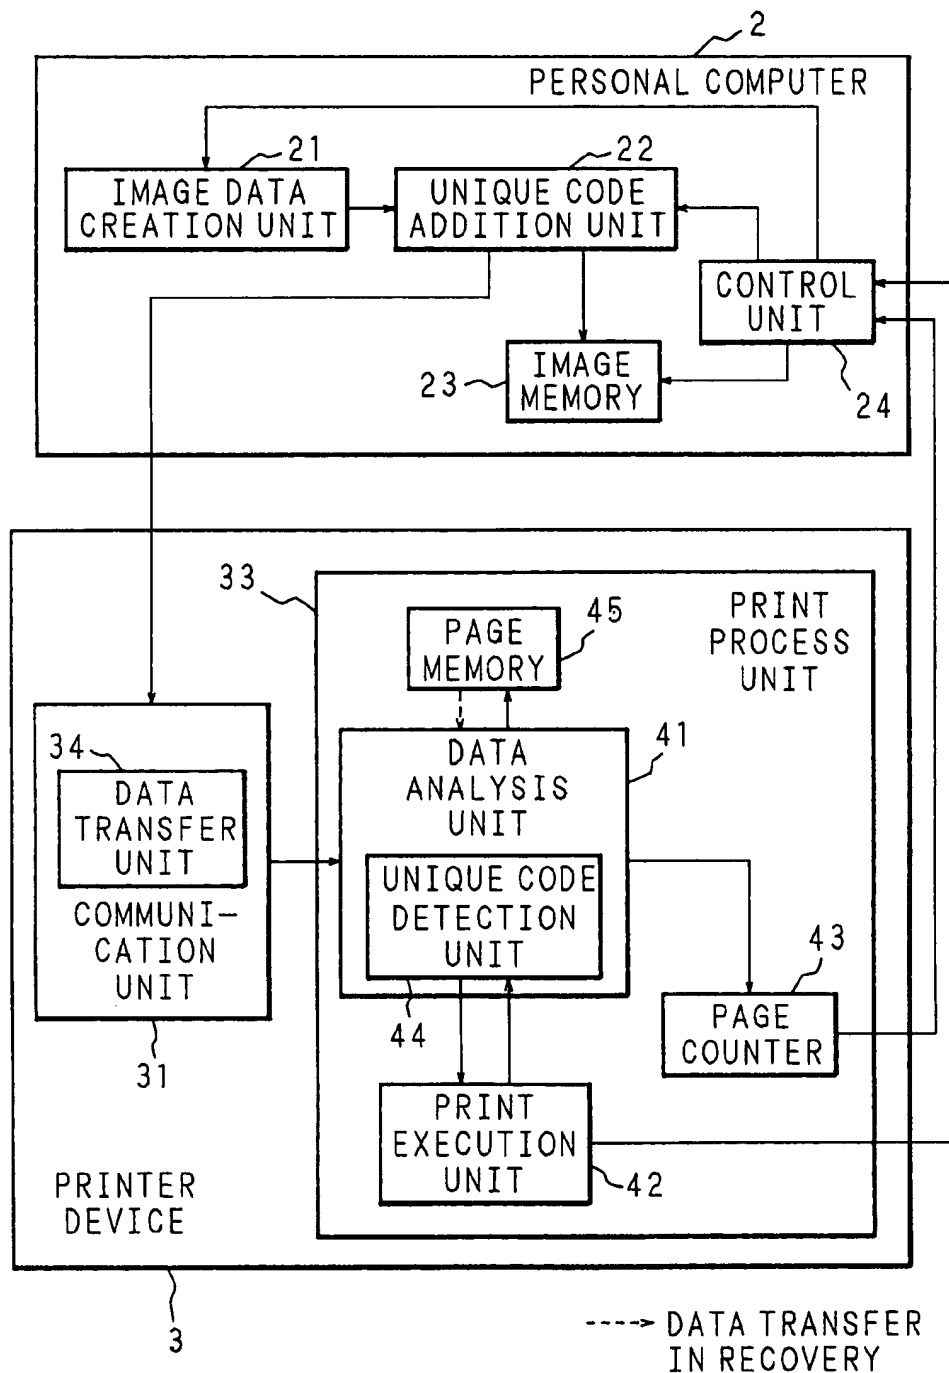 2
PERSONAL COMPUTER
21
IMAGE DATA
CREATION UNIT
22
UNIQUE CODE
ADDITION UNIT
CONTROL
UNIT
24
23
IMAGE
MEMORY
33
PRINT
PROCESS
UNIT
45
PAGE
MEMORY
41
DATA
ANALYSIS
UNIT
34
DATA
TRANSFER
UNIT
COMMUNI-
CATION
UNIT
31
UNIQUE CODE
DETECTION
UNIT
44
43
PAGE
COUNTER
PRINT
EXECUTION
UNIT
42
PRINTER
DEVICE
3
DATA TRANSFER
IN RECOVERY